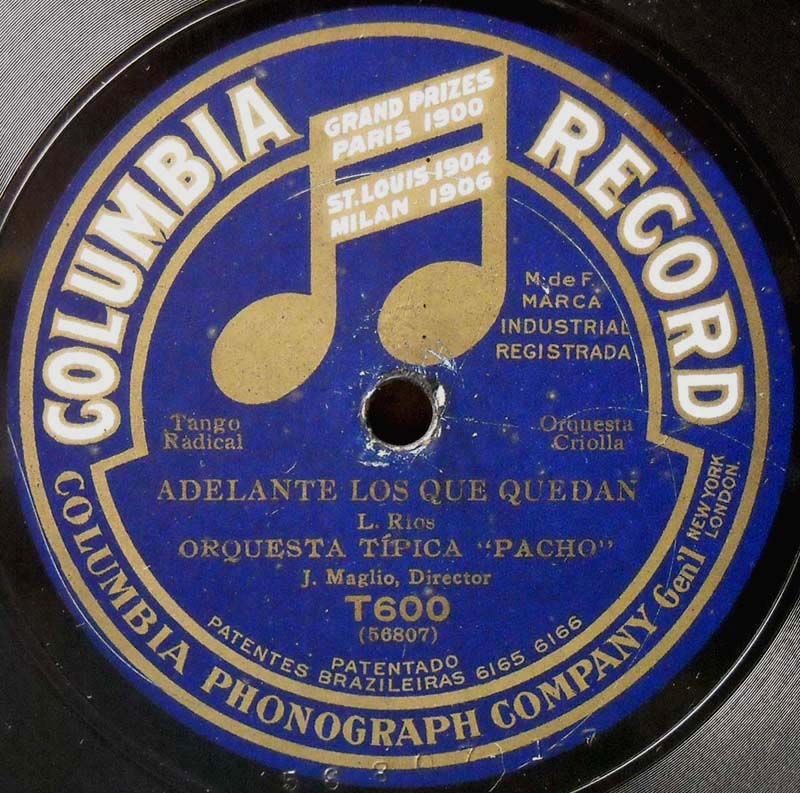 COLUMBIA RECORD
GRAND PRIZES
PARIS 1900
ST. LOUIS 1904
MILAN 1906
M. de F.
MARCA
INDUSTRIAL
REGISTRADA
Tango
Radical
Orquesta
Criolla
ADELANTE LOS QUE QUEDAN
L. Rios
ORQUESTA TÍPICA "PACHO"
J. Maglio, Director
T600
(56807)
PATENTADO
PATENTES BRAZILEIRAS 6165 6166
COLUMBIA PHONOGRAPH COMPANY Gen'l NEW YORK
LONDON.